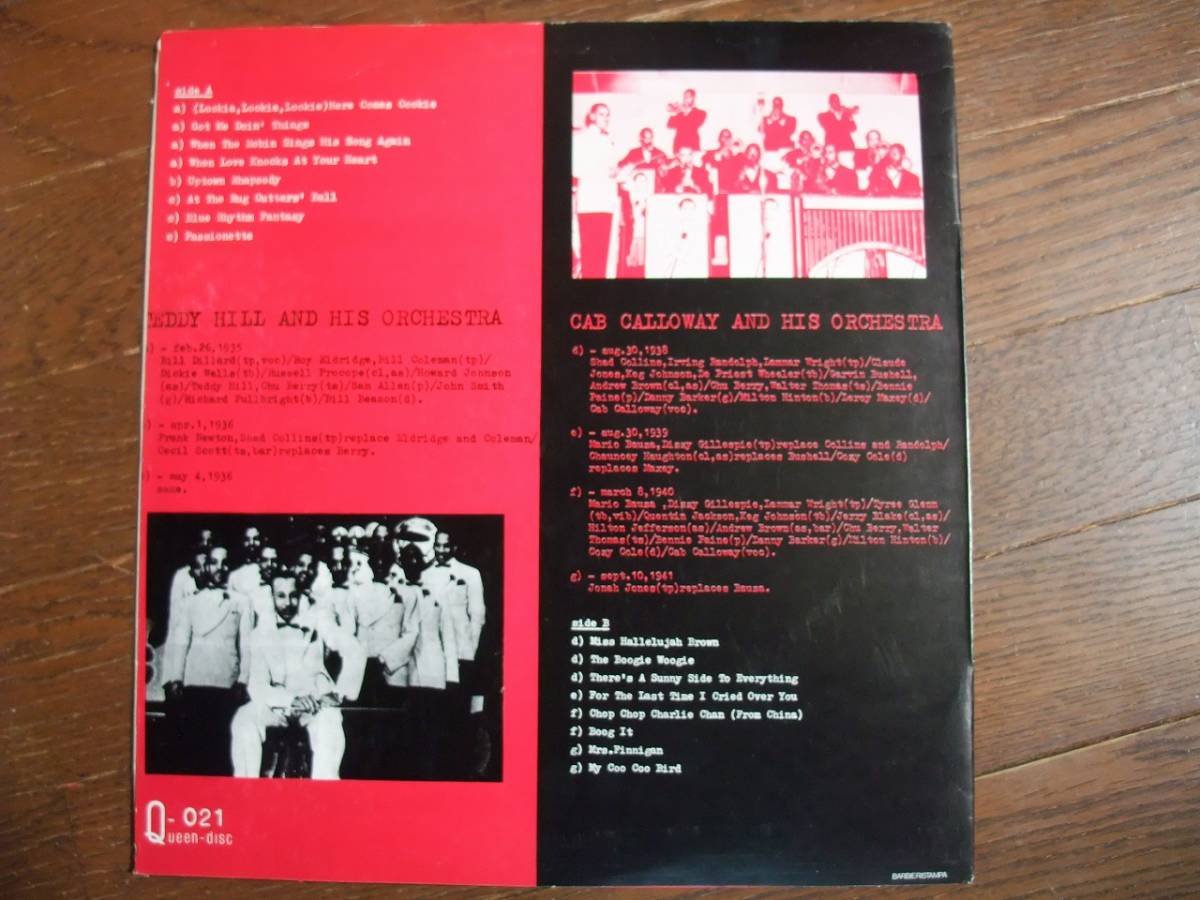 side A
a) (Lookie,Lookie,Lookie)Here Comes Cookie
a) Got Me Doin' Things
a) When The Robin Sings His Song Again
a) When Love Knocks At Your Heart
b) Uptown Rhapsody
c) At The Rug Cutters' Ball
c) Blue Rhythm Fantasy
c) Passionette
TEDDY HILL AND HIS ORCHESTRA
) - feb.26,1935
Bill Dillard(tp,voc)/Roy Eldridge,Bill Coleman(tp)/
Dickie Wells(tb)/Russell Procope(cl,as)/Howard Johnson
(as)/Teddy Hill,Chu Berry(ts)/Sam Allen(p)/John Smith
(g)/Richard Fullbright(b)/Bill Beason(d).
) - apr.1,1936
Frank Newton,Shad Collins(tp)replace Eldridge and Coleman/
Cecil Scott(ts,bar)replaces Berry.
) - may 4,1936
same.
Q- 021
Queen-disc
CAB CALLOWAY AND HIS ORCHESTRA
d) - aug.30,1938
Shad Collins,Irving Randolph,Lammar Wright(tp)/Claude
Jones,Keg Johnson,De Priest Wheeler(tb)/Garvin Bushell,
Andrew Brown(cl,as)/Chu Berry,Walter Thomas(ts)/Bennie
Paine(p)/Danny Barker(g)/Milton Hinton(b)/Leroy Maxey(d)/
Cab Calloway(voc).
e) - aug.30,1939
Mario Bauza,Dizzy Gillespie(tp)replace Collins and Randolph/
Chauncey Haughton(cl,as)replaces Bushell/Cozy Cole(d)
replaces Maxey.
f) - march 8,1940
Mario Bauza ,Dizzy Gillespie,Lammar Wright(tp)/Tyree Glenn
(tb,vib)/Quentin Jackson,Keg Johnson(tb)/Jerry Blake(cl,as)/
Hilton Jefferson(as)/Andrew Brown(as,bar)/Chu Berry,Walter
Thomas(ts)/Bennie Paine(p)/Danny Barker(g)/Milton Hinton(b)/
Cozy Cole(d)/Cab Calloway(voc).
g) - sept.10,1941
Jonah Jones(tp)replaces Bauza.
side B
d) Miss Hallelujah Brown
d) The Boogie Woogie
d) There's A Sunny Side To Everything
e) For The Last Time I Cried Over You
f) Chop Chop Charlie Chan (From China)
f) Boog It
g) Mrs.Finnigan
g) My Coo Coo Bird
BARBIERISTAMPA